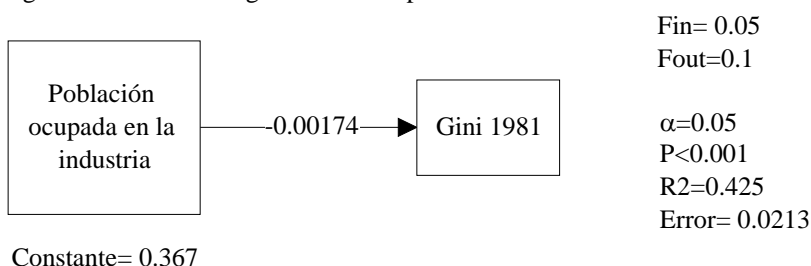 Fin= 0.05
Fout=0.1
Población
ocupada en la
industria
-0.00174
Gini 1981
α=0.05
P<0.001
R2=0.425
Error= 0.0213
Constante= 0.367